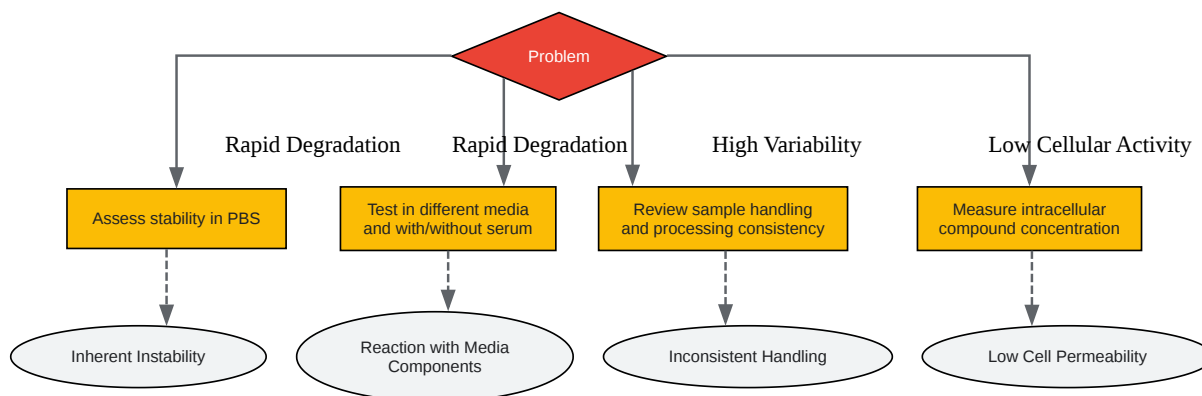 Problem
Rapid Degradation
Rapid Degradation
High Variability
Low Cellular Activity
Assess stability in PBS
Test in different media
and with/without serum
Review sample handling
and processing consistency
Measure intracellular
compound concentration
Inherent Instability
Reaction with Media
Components
Inconsistent Handling
Low Cell Permeability